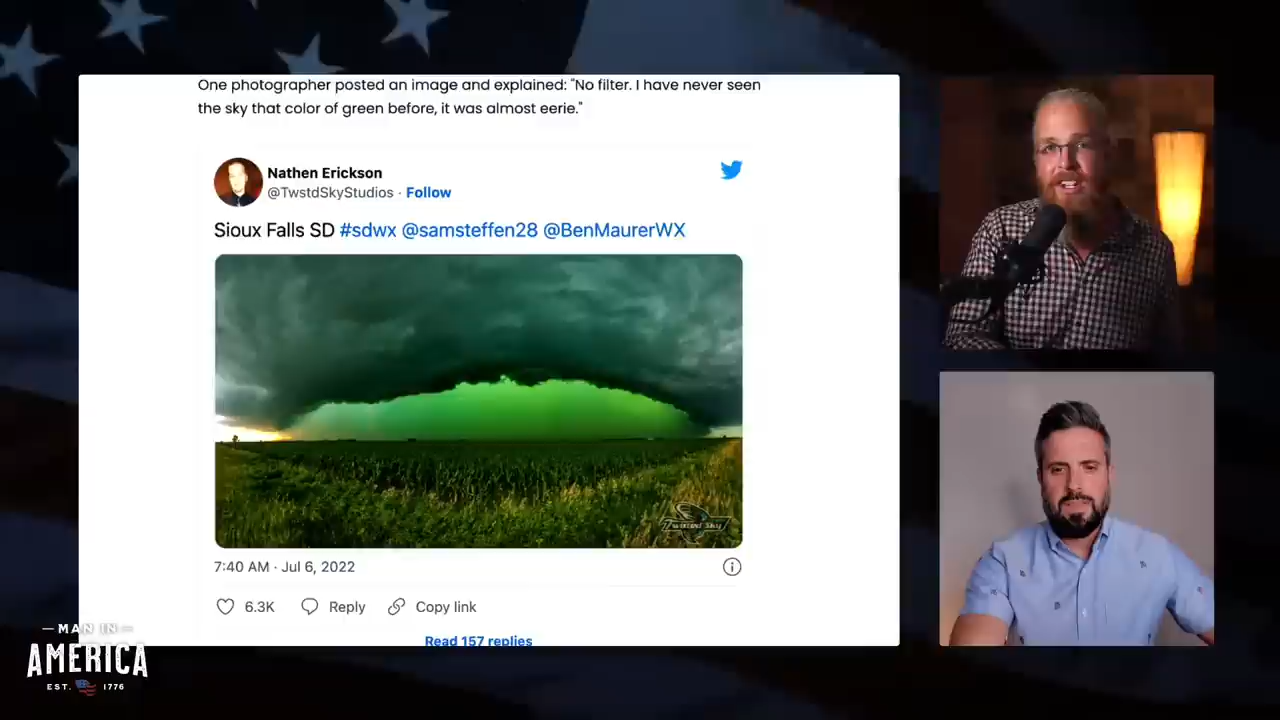 One photographer posted an image and explained: "No filter. I have never seen
the sky that color of green before, it was almost eerie."
Nathen Erickson
@TwstdSkyStudios · Follow
Sioux Falls SD #sdwx @samsteffen28 @BenMaurerWX
Twisted Sky
7:40 AM · Jul 6, 2022
6.3K Reply Copy link
Read 157 replies
MAN IN
AMERICA
EST. 1776